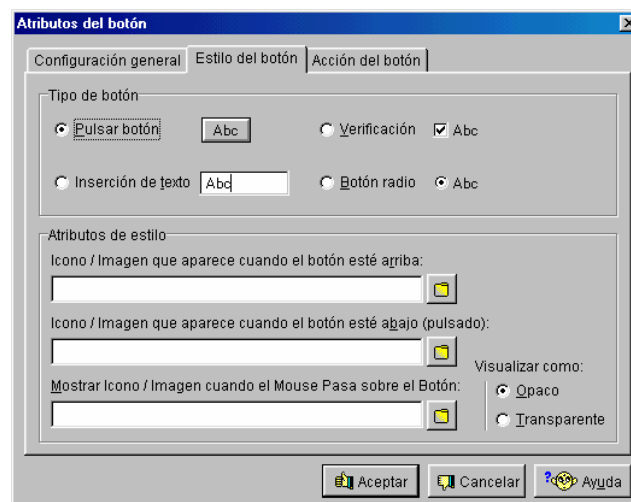 Atributos del botón
Configuración general Estilo del botón Acción del botón
Tipo de botón
Pulsar botón Abc Verificación Abc
Inserción de texto Abc Botón radio Abc
Atributos de estilo
Icono / Imagen que aparece cuando el botón esté arriba:
Icono / Imagen que aparece cuando el botón esté abajo (pulsado):
Visualizar como:
Mostrar Icono / Imagen cuando el Mouse Pasa sobre el Botón:
Opaco
Transparente
Aceptar Cancelar Ayuda